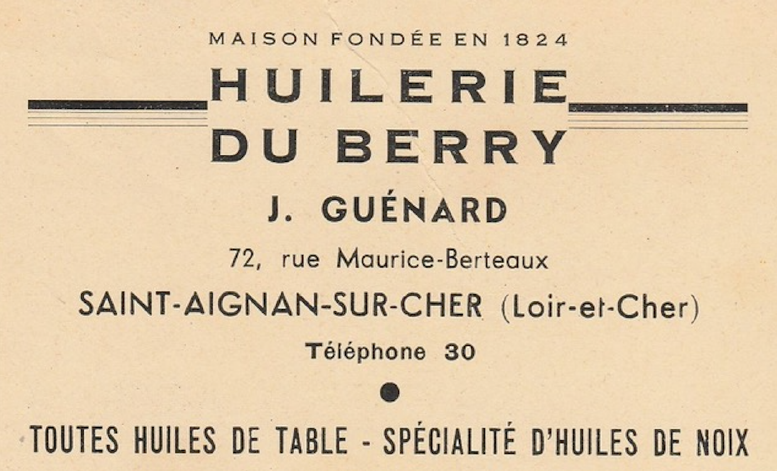 MAISON FONDÉE EN 1824
HUILERIE
DU BERRY
J. GUÉNARD
72, rue Maurice-Berteaux
SAINT-AIGNAN-SUR-CHER (Loir-et-Cher)
Téléphone 30
TOUTES HUILES DE TABLE - SPÉCIALITÉ D'HUILES DE NOIX